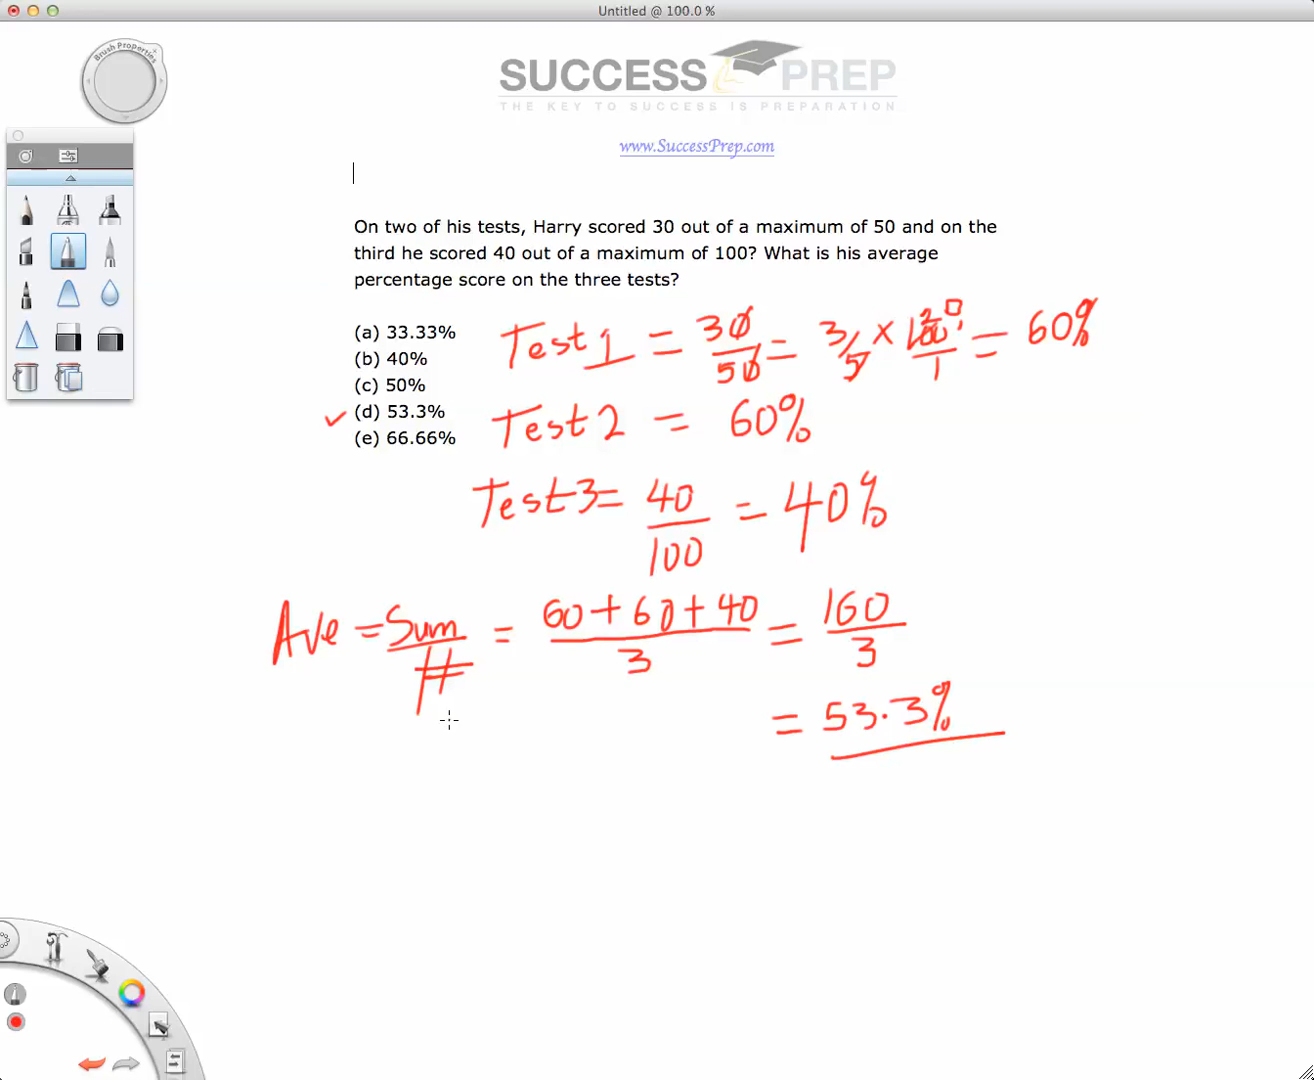 Untitled @ 100.0 %
Brush Properties
SUCCESS PREP
THE KEY TO SUCCESS IS PREPARATION
www.SuccessPrep.com
On two of his tests, Harry scored 30 out of a maximum of 50 and on the
third he scored 40 out of a maximum of 100? What is his average
percentage score on the three tests?
(a) 33.33%
(b) 40%
(c) 50%
✓ (d) 53.3%
(e) 66.66%
Test 1 = 30/50 = 3/5 × 100/1 = 60%
Test 2 = 60%
Test 3 = 40/100 = 40%
Ave = Sum/# = 60+60+40/3 = 160/3
= 53.3%